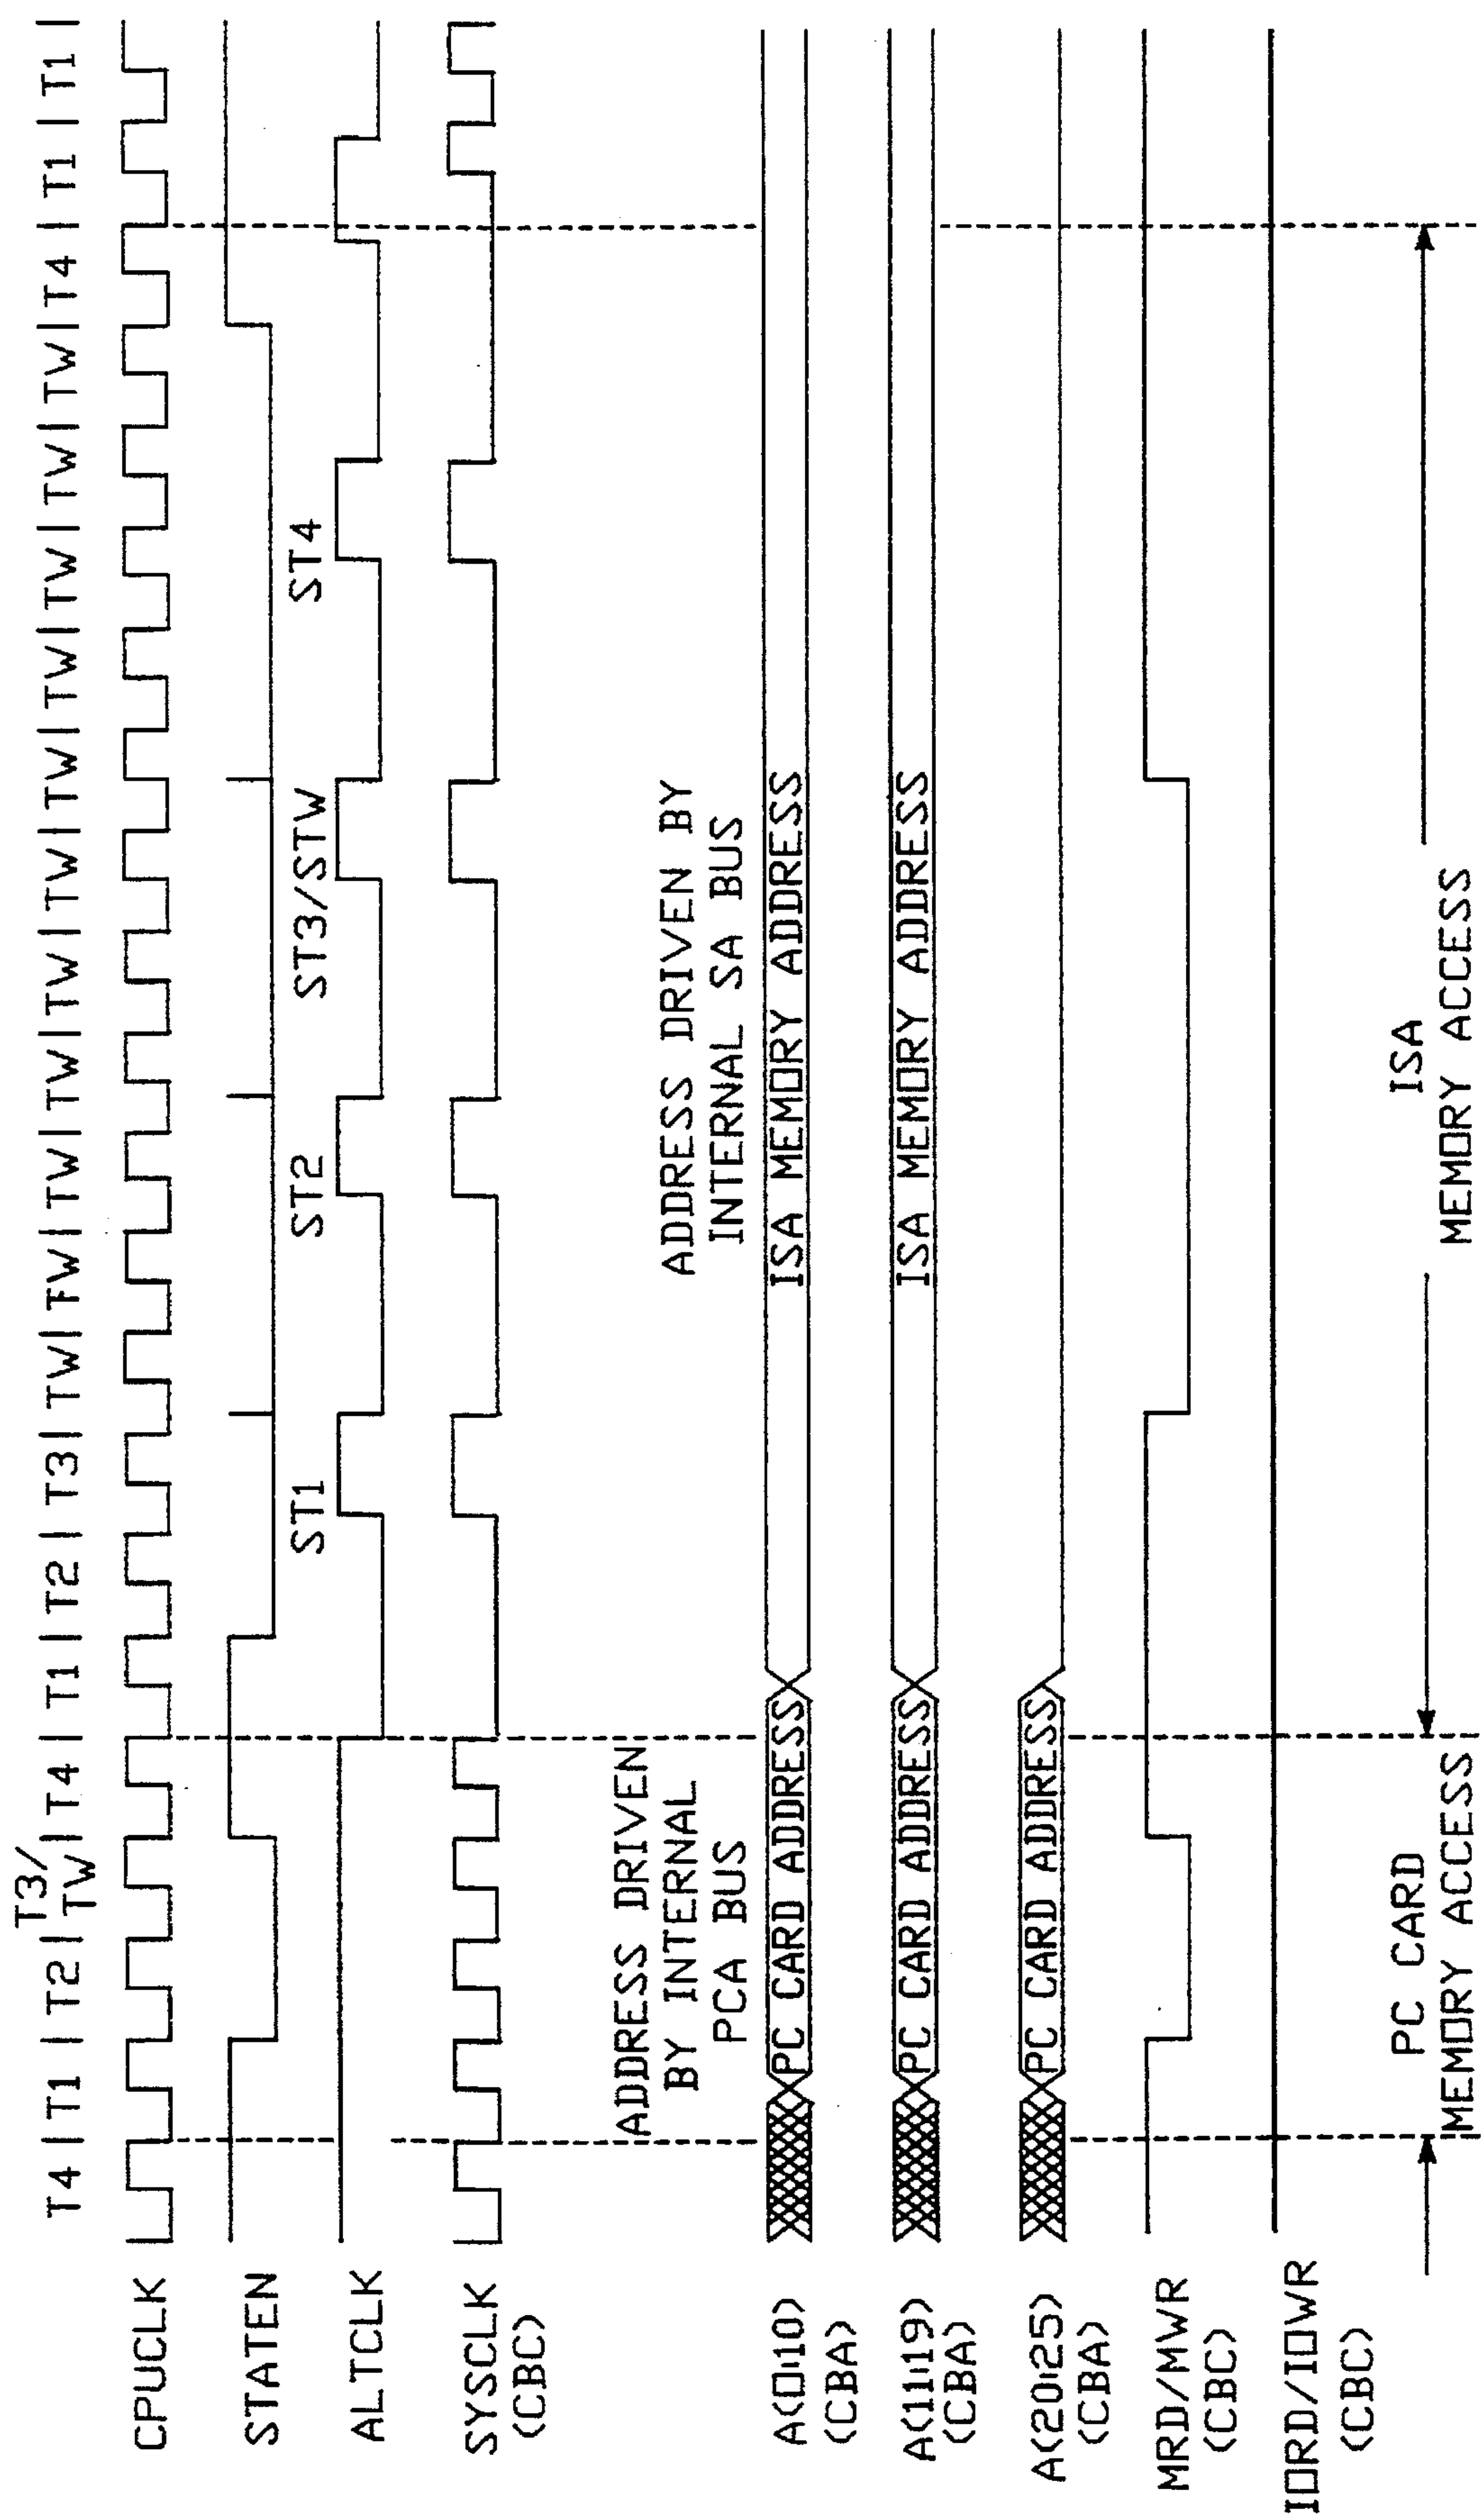 T3/
T4 | T1 | T2 | TW | T4 | T1 | T2 | T3 | TW | TW | TW | TW | TW | TW | TW | TW | TW | TW | TW | T4 | T1 | T1 |
CPUCLK
STATEN
ST1 ST2 ST3/STW ST4
ALTCLK
SYSCLK
(CBC)
ADDRESS DRIVEN
BY INTERNAL
PCA BUS
ADDRESS DRIVEN BY
INTERNAL SA BUS
A(0:10) PC CARD ADDRESS ISA MEMORY ADDRESS
(CBA)
A(11:19) PC CARD ADDRESS ISA MEMORY ADDRESS
(CBA)
A(20:25) PC CARD ADDRESS
(CBA)
MRD/MWR
(CBC)
IORD/IOWR
(CBC)
PC CARD
MEMORY ACCESS
ISA
MEMORY ACCESS